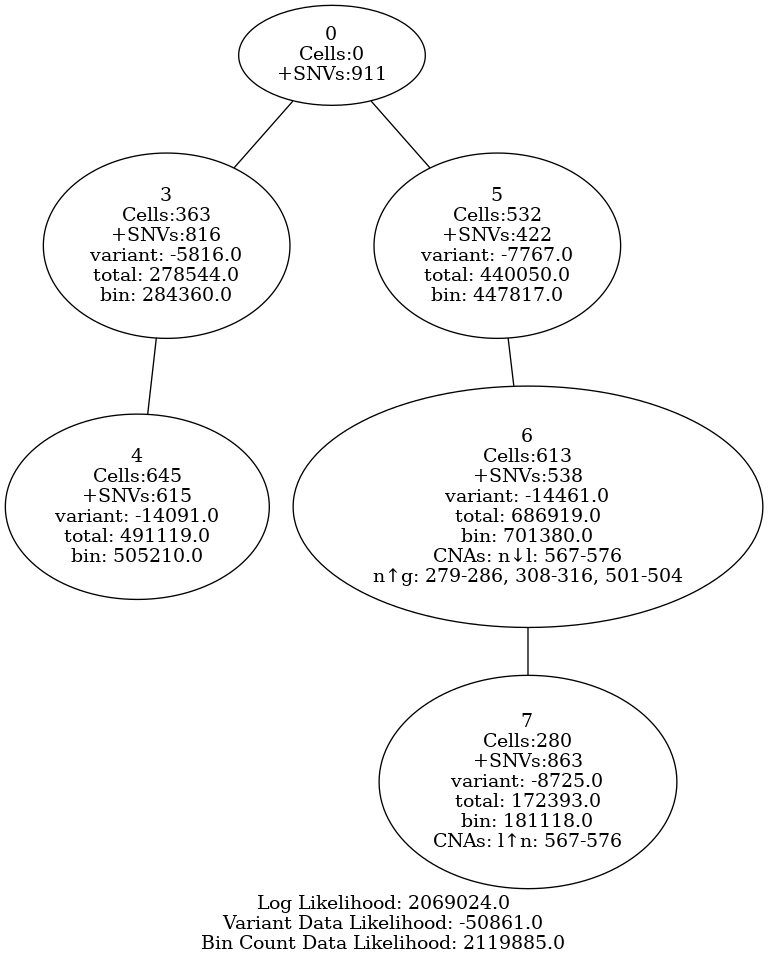 0
Cells:0
+SNVs:911
3
Cells:363
+SNVs:816
variant: -5816.0
total: 278544.0
bin: 284360.0
5
Cells:532
+SNVs:422
variant: -7767.0
total: 440050.0
bin: 447817.0
4
Cells:645
+SNVs:615
variant: -14091.0
total: 491119.0
bin: 505210.0
6
Cells:613
+SNVs:538
variant: -14461.0
total: 686919.0
bin: 701380.0
CNAs: n↓l: 567-576
n↑g: 279-286, 308-316, 501-504
7
Cells:280
+SNVs:863
variant: -8725.0
total: 172393.0
bin: 181118.0
CNAs: l↑n: 567-576
Log Likelihood: 2069024.0
Variant Data Likelihood: -50861.0
Bin Count Data Likelihood: 2119885.0